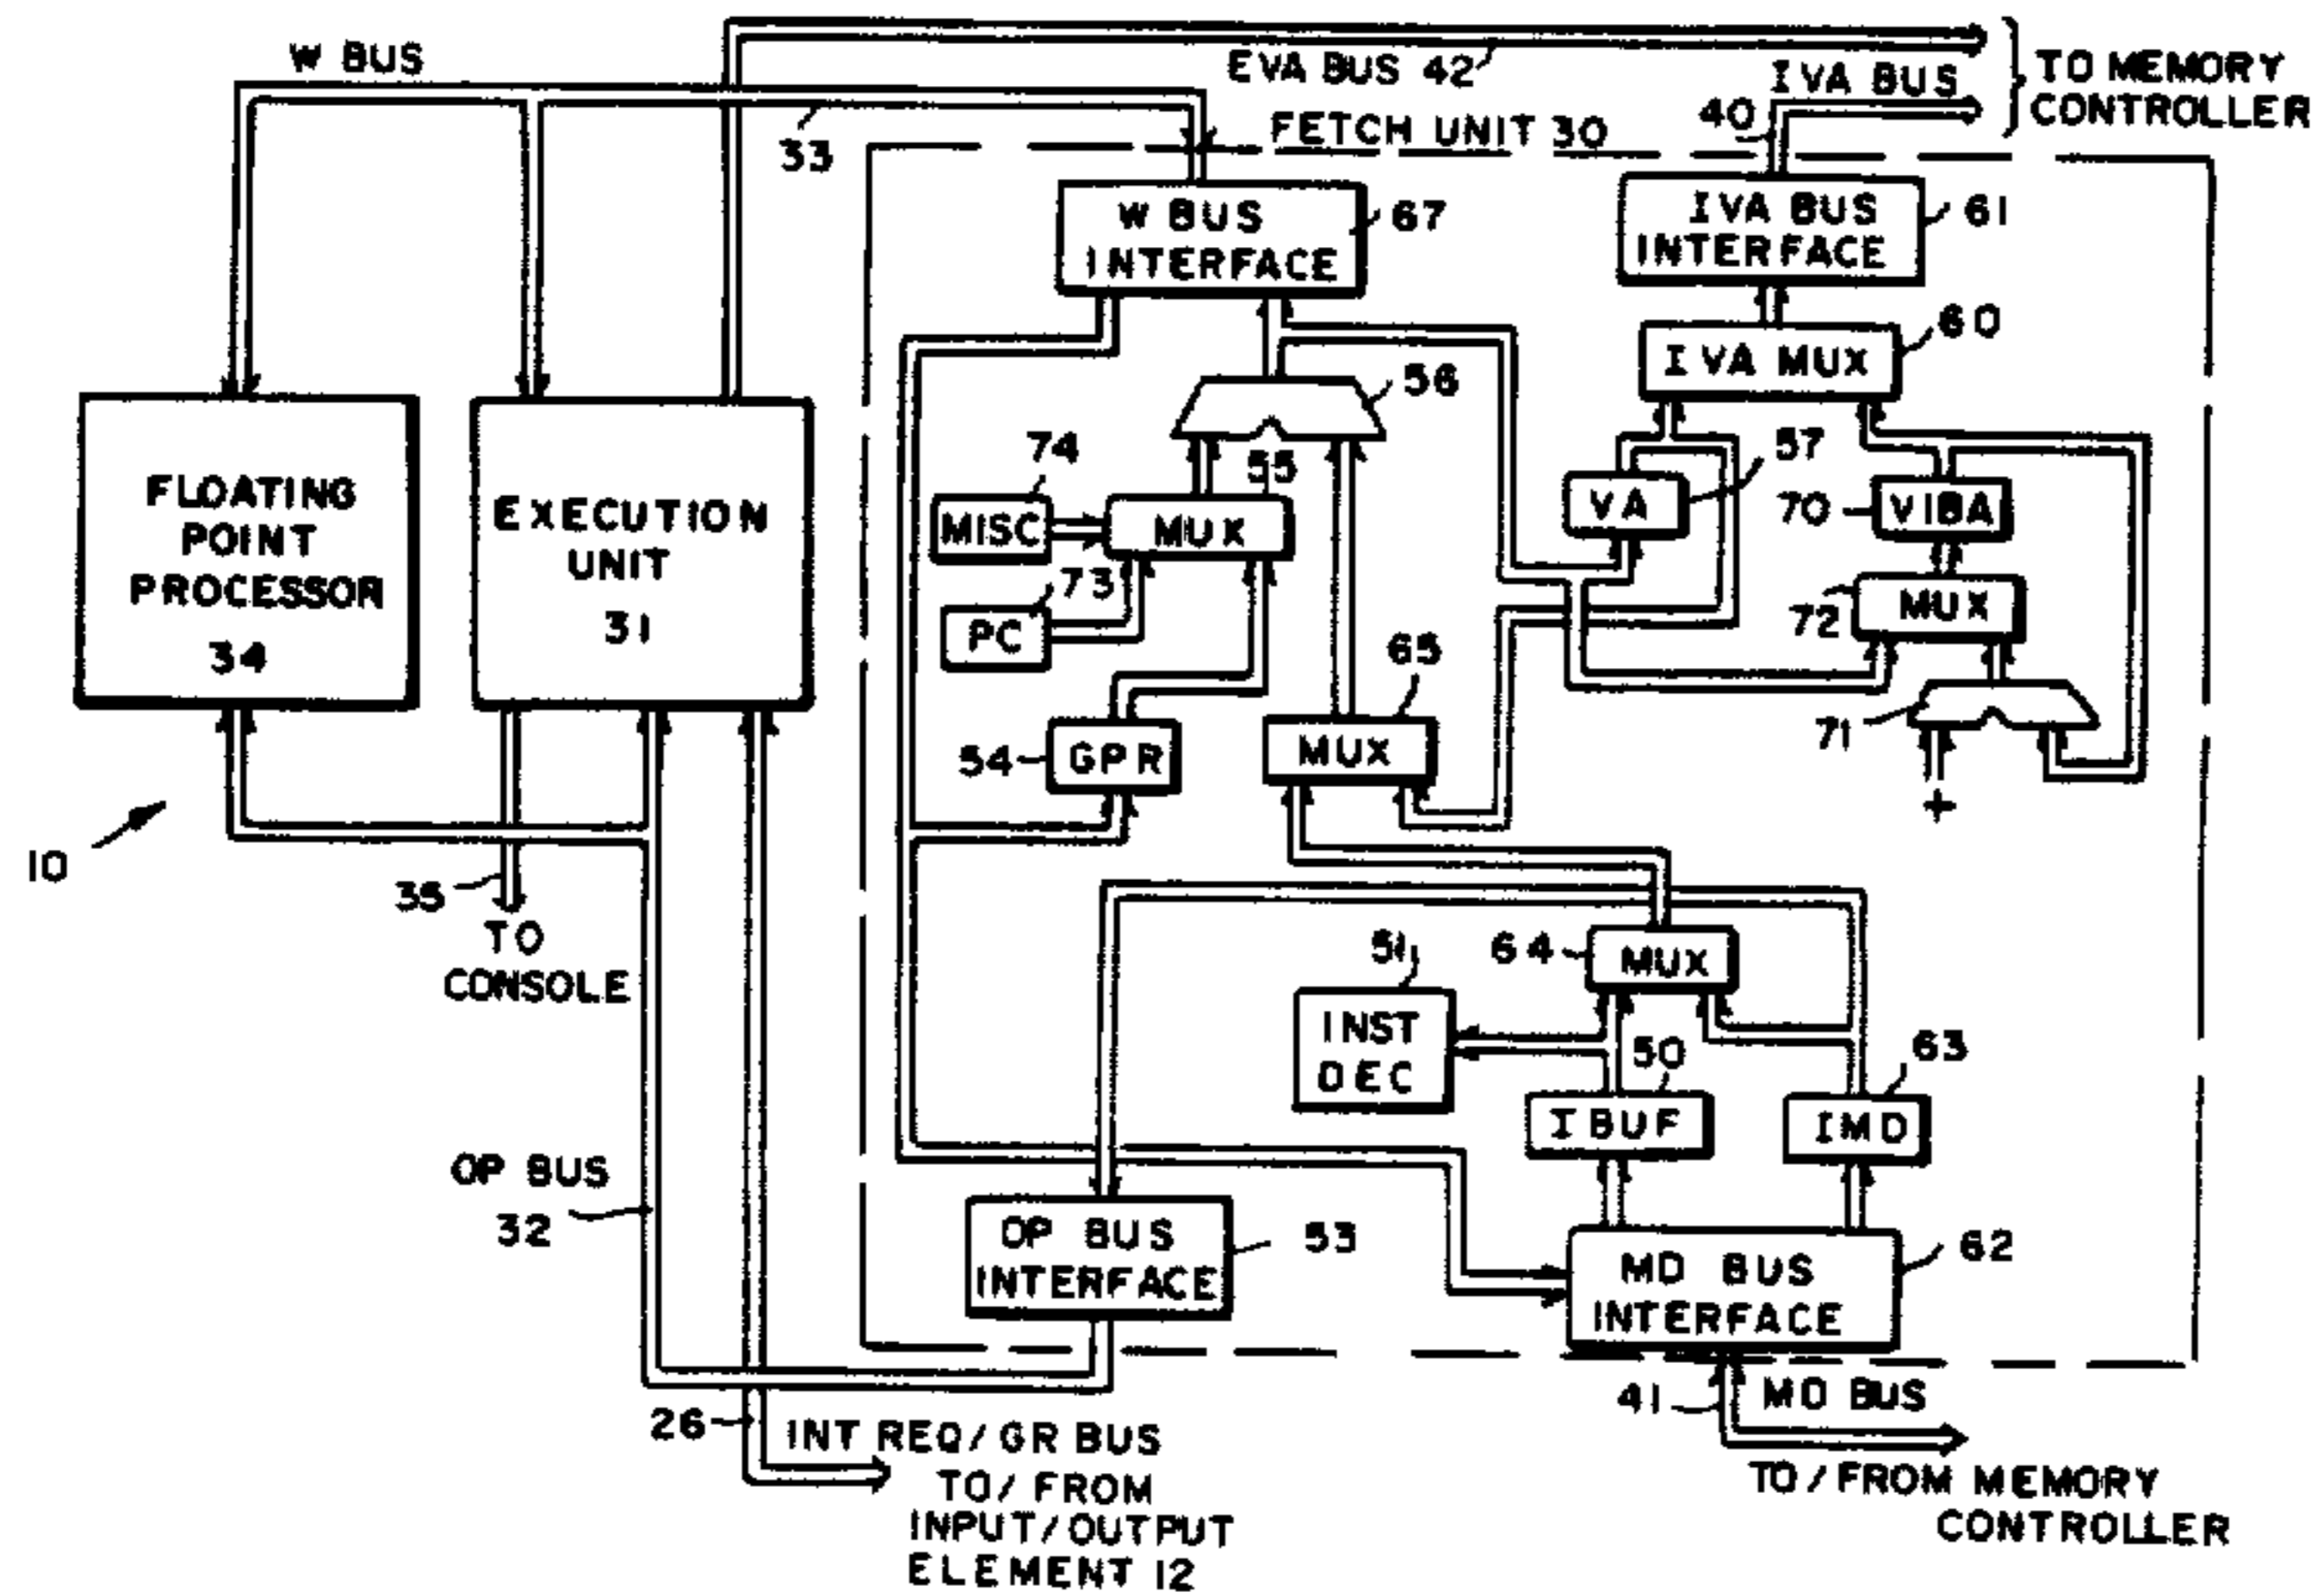 W BUS
EVA BUS 42
IVA BUS
TO MEMORY
CONTROLLER
40
33
FETCH UNIT 30
W BUS
INTERFACE
67
IVA BUS
INTERFACE
61
IVA MUX
60
56
FLOATING
POINT
PROCESSOR
34
EXECUTION
UNIT
31
74
MISC
55
MUX
57
VA
70
VIBA
73
PC
72
MUX
65
MUX
71
+
54
GPR
10
35
TO
CONSOLE
51
INST
DEC
64
MUX
50
IBUF
63
IMD
OP BUS
32
OP BUS
INTERFACE
53
MD BUS
INTERFACE
62
41
MD BUS
TO/FROM MEMORY
CONTROLLER
26
INT REQ/GR BUS
TO/FROM
INPUT/OUTPUT
ELEMENT 12